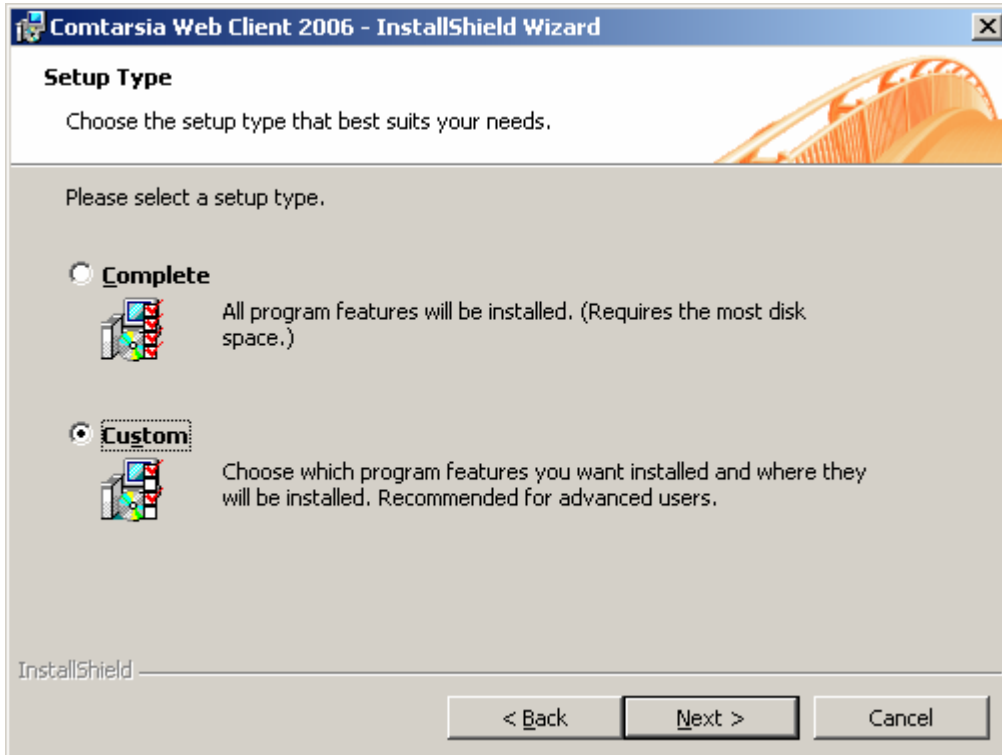 Comtarsia Web Client 2006 - InstallShield Wizard
Setup Type
Choose the setup type that best suits your needs.
Please select a setup type.
Complete
All program features will be installed. (Requires the most disk
space.)
Custom
Choose which program features you want installed and where they
will be installed. Recommended for advanced users.
InstallShield
< Back
Next >
Cancel